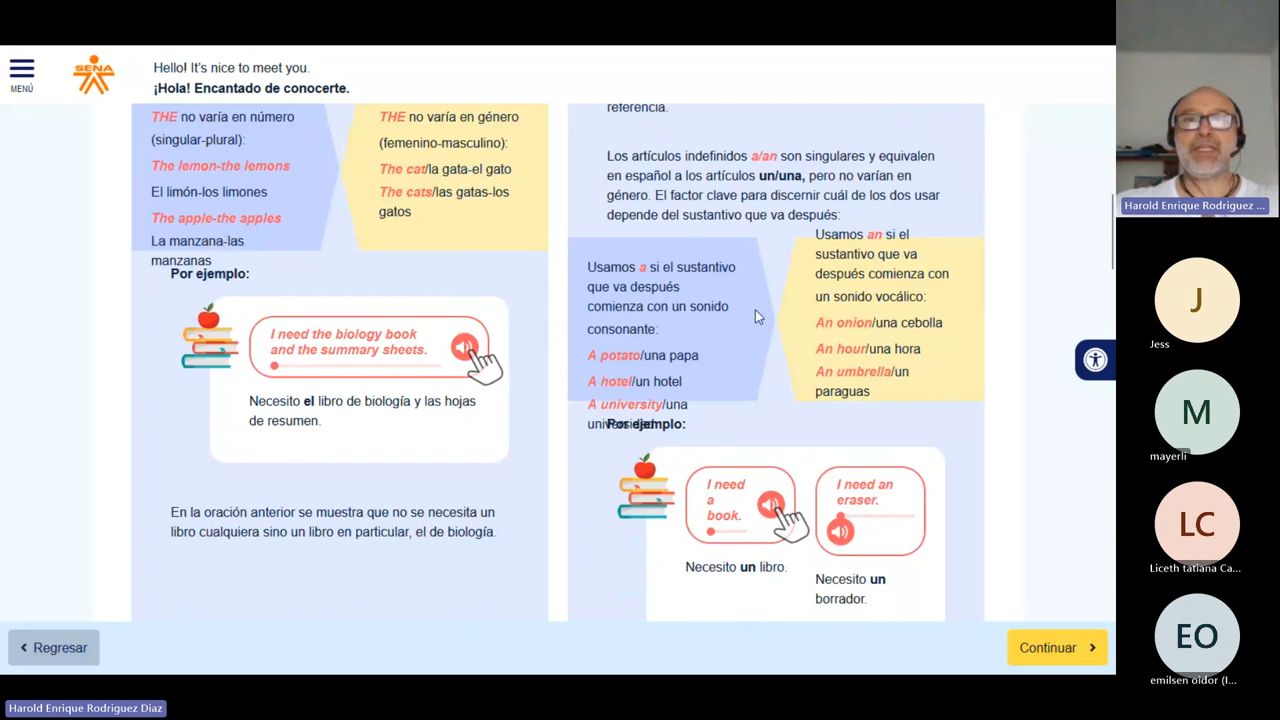 MENÚ
SENA
Hello! It's nice to meet you.
¡Hola! Encantado de conocerte.
THE no varía en número
(singular-plural):
The lemon-the lemons
El limón-los limones
The apple-the apples
La manzana-las
manzanas
THE no varía en género
(femenino-masculino):
The cat/la gata-el gato
The cats/las gatas-los
gatos
Por ejemplo:
I need the biology book
and the summary sheets.
Necesito el libro de biología y las hojas
de resumen.
En la oración anterior se muestra que no se necesita un
libro cualquiera sino un libro en particular, el de biología.
referencia.
Los artículos indefinidos a/an son singulares y equivalen
en español a los artículos un/una, pero no varían en
género. El factor clave para discernir cuál de los dos usar
depende del sustantivo que va después:
Usamos a si el sustantivo
que va después
comienza con un sonido
consonante:
A potato/una papa
A hotel/un hotel
A university/una
universidad
Usamos an si el
sustantivo que va
después comienza con
un sonido vocálico:
An onion/una cebolla
An hour/una hora
An umbrella/un
paraguas
Por ejemplo:
I need
a
book.
Necesito un libro.
I need an
eraser.
Necesito un
borrador.
Regresar
Continuar
Harold Enrique Rodriguez Diaz
Harold Enrique Rodriguez ...
J
Jess
M
mayerli
LC
Liceth tatiana Ca...
EO
emilsen oidor (I...